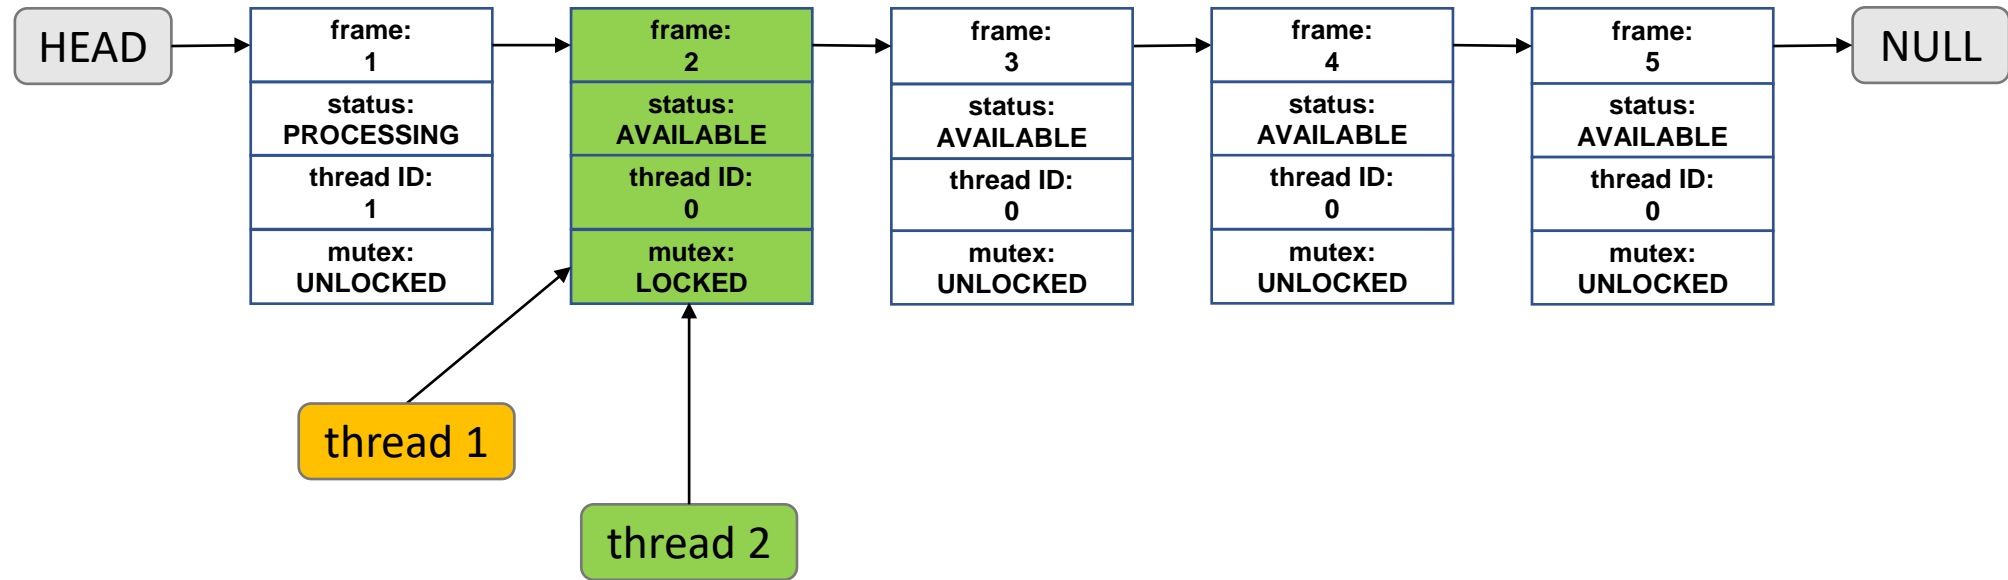 HEAD
frame:
1
status:
PROCESSING
thread ID:
1
mutex:
UNLOCKED
frame:
2
status:
AVAILABLE
thread ID:
0
mutex:
LOCKED
frame:
3
status:
AVAILABLE
thread ID:
0
mutex:
UNLOCKED
frame:
4
status:
AVAILABLE
thread ID:
0
mutex:
UNLOCKED
frame:
5
status:
AVAILABLE
thread ID:
0
mutex:
UNLOCKED
NULL
thread 1
thread 2